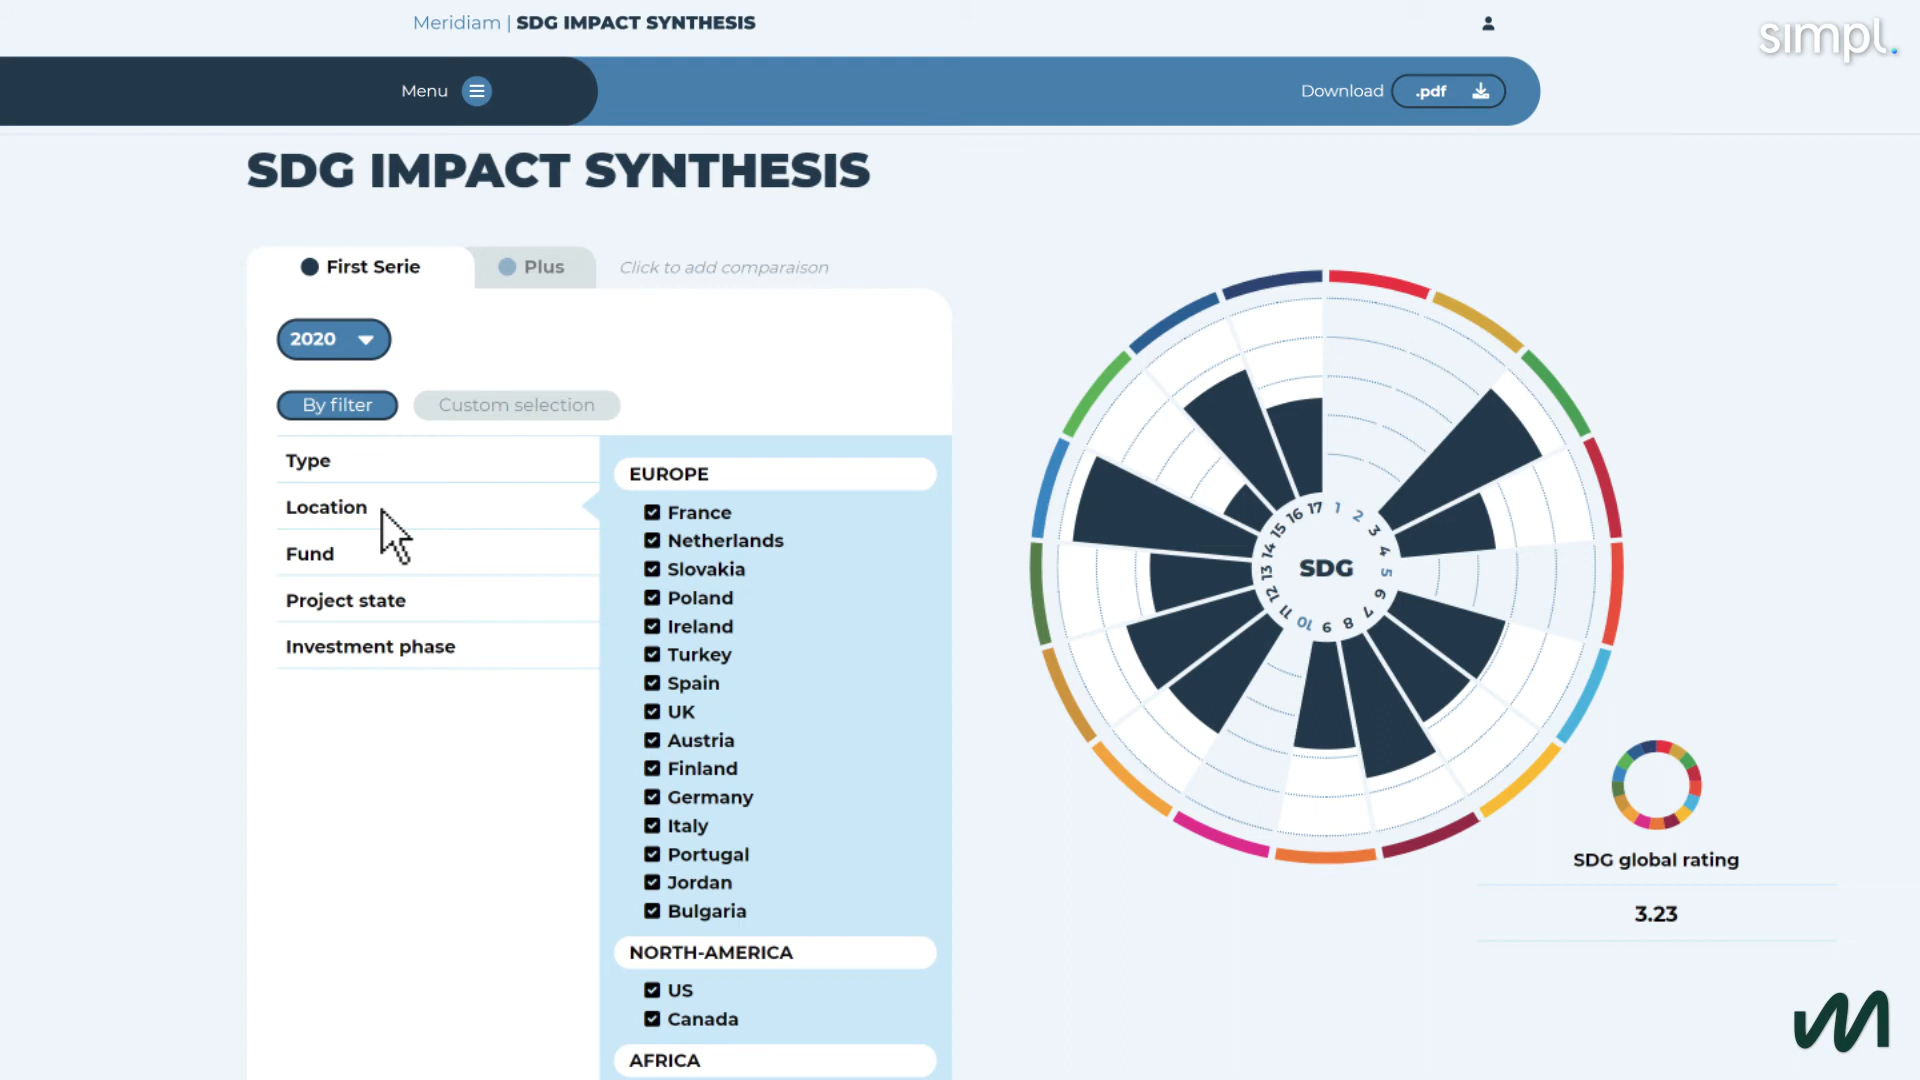 Meridiam | SDG IMPACT SYNTHESIS
simpl.
Menu
Download .pdf
SDG IMPACT SYNTHESIS
First Serie
Plus
Click to add comparaison
2020
By filter
Custom selection
Type
Location
Fund
Project state
Investment phase
EUROPE
France
Netherlands
Slovakia
Poland
Ireland
Turkey
Spain
UK
Austria
Finland
Germany
Italy
Portugal
Jordan
Bulgaria
NORTH-AMERICA
US
Canada
AFRICA
SDG
1
2
3
4
5
6
7
8
9
10
11
12
13
14
15
16
17
SDG global rating
3.23